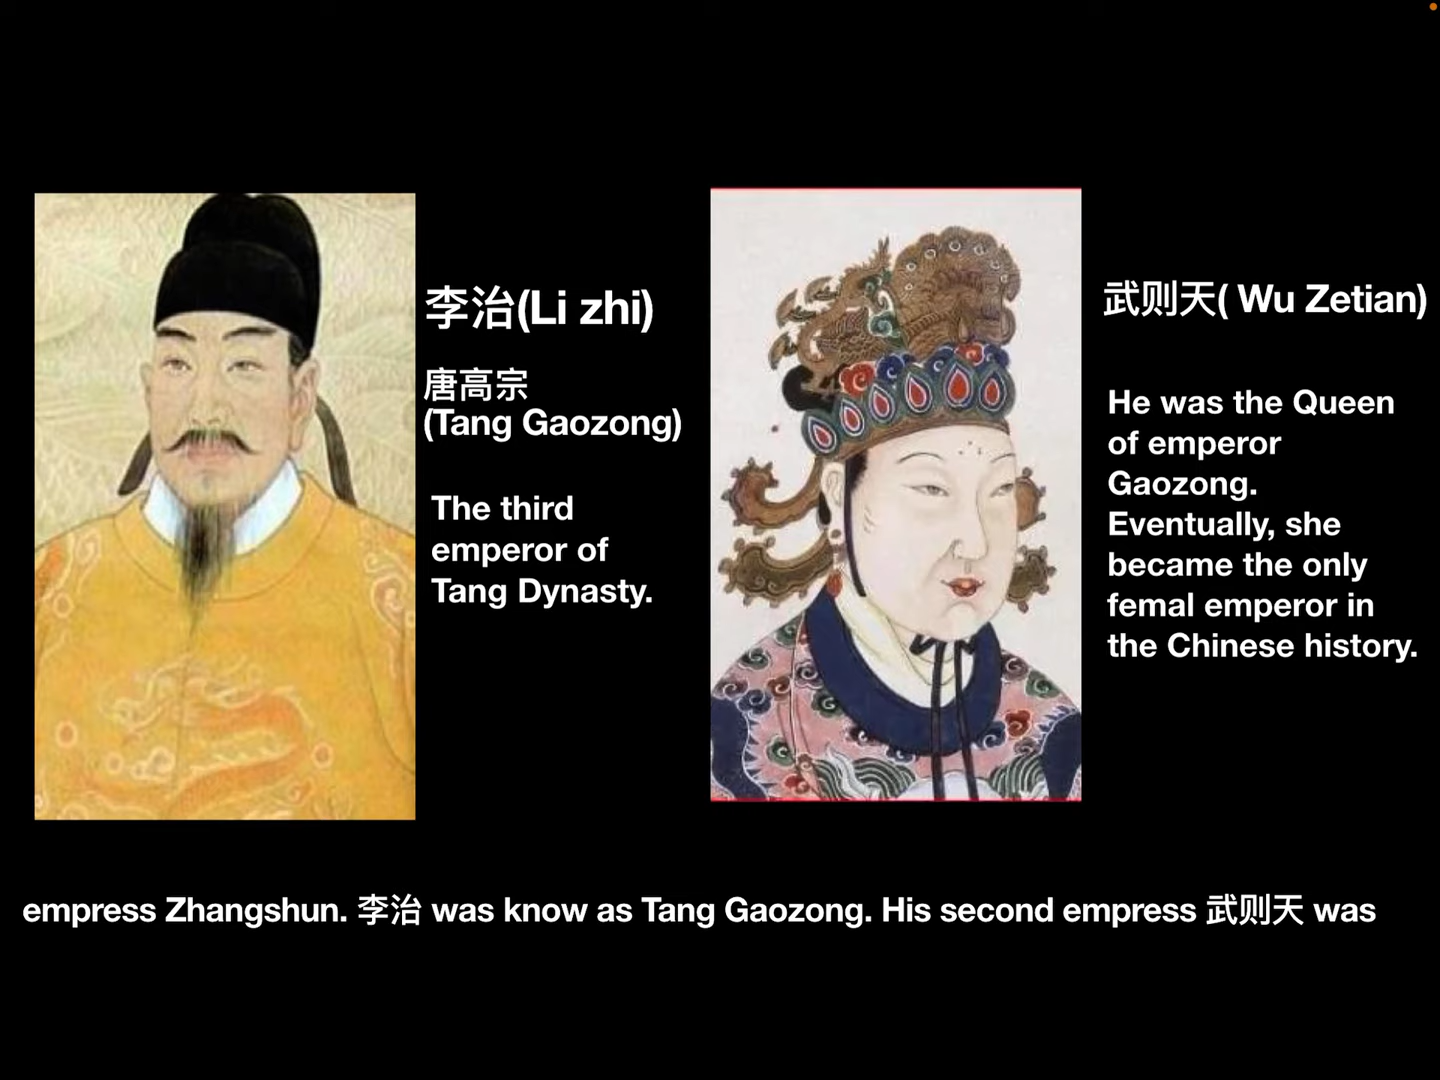 李治(Li zhi)
唐高宗
(Tang Gaozong)
The third
emperor of
Tang Dynasty.
武则天( Wu Zetian)
He was the Queen
of emperor
Gaozong.
Eventually, she
became the only
femal emperor in
the Chinese history.
empress Zhangshun. 李治 was know as Tang Gaozong. His second empress 武则天 was